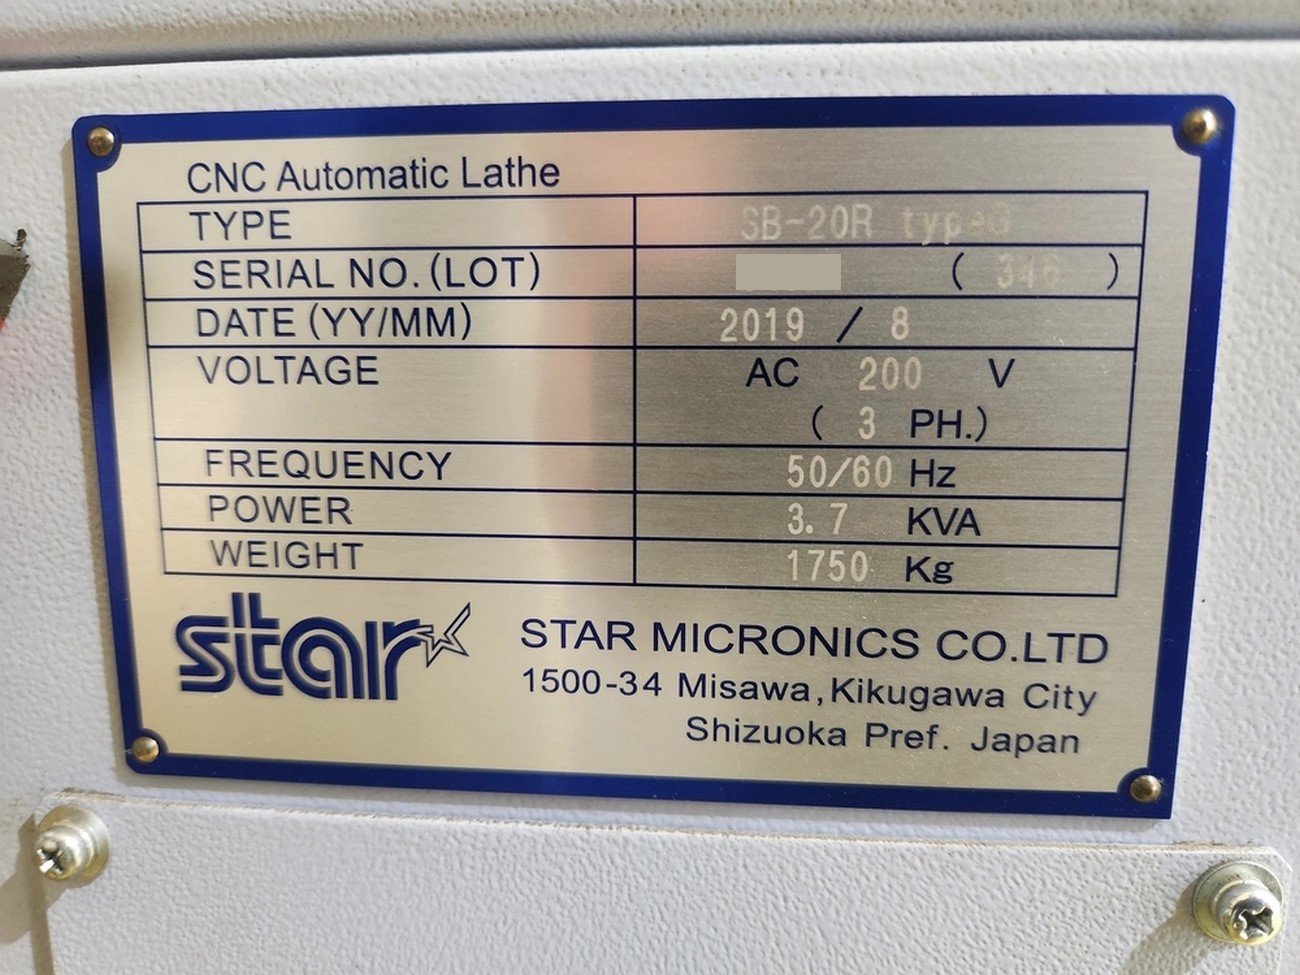 CNC Automatic Lathe
TYPE SB-20R typeG
SERIAL NO.(LOT) ( 346 )
DATE (YY/MM) 2019 / 8
VOLTAGE AC 200 V
( 3 PH.)
FREQUENCY 50/60 Hz
POWER 3.7 KVA
WEIGHT 1750 Kg
star STAR MICRONICS CO.LTD
1500-34 Misawa,Kikugawa City
Shizuoka Pref. Japan